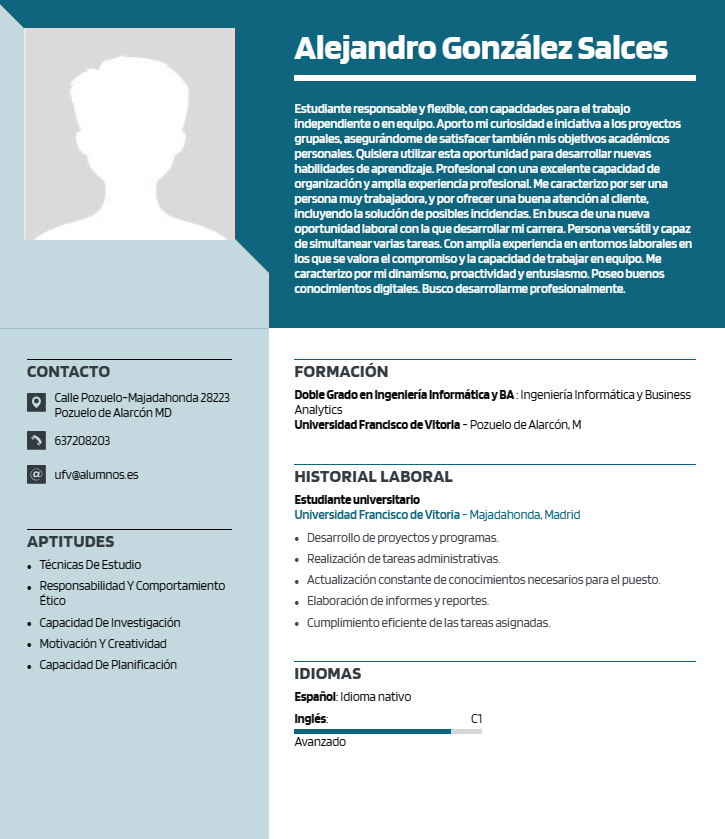 Alejandro González Salces
Estudiante responsable y flexible, con capacidades para el trabajo
independiente o en equipo. Aporto mi curiosidad e iniciativa a los proyectos
grupales, asegurándome de satisfacer también mis objetivos académicos
personales. Quisiera utilizar esta oportunidad para desarrollar nuevas
habilidades de aprendizaje. Profesional con una excelente capacidad de
organización y amplia experiencia profesional. Me caracterizo por ser una
persona muy trabajadora, y por ofrecer una buena atención al cliente,
incluyendo la solución de posibles incidencias. En busca de una nueva
oportunidad laboral con la que desarrollar mi carrera. Persona versátil y capaz
de simultanear varias tareas. Con amplia experiencia en entornos laborales en
los que se valora el compromiso y la capacidad de trabajar en equipo. Me
caracterizo por mi dinamismo, proactividad y entusiasmo. Poseo buenos
conocimientos digitales. Busco desarrollarme profesionalmente.
CONTACTO
Calle Pozuelo-Majadahonda 28223
Pozuelo de Alarcón MD
637208203
ufv@alumnos.es
APTITUDES
• Técnicas De Estudio
• Responsabilidad Y Comportamiento
Ético
• Capacidad De Investigación
• Motivación Y Creatividad
• Capacidad De Planificación
FORMACIÓN
Doble Grado en Ingeniería Informática y BA : Ingeniería Informática y Business
Analytics
Universidad Francisco de Vitoria - Pozuelo de Alarcón, M
HISTORIAL LABORAL
Estudiante universitario
Universidad Francisco de Vitoria - Majadahonda, Madrid
• Desarrollo de proyectos y programas.
• Realización de tareas administrativas.
• Actualización constante de conocimientos necesarios para el puesto.
• Elaboración de informes y reportes.
• Cumplimiento eficiente de las tareas asignadas.
IDIOMAS
Español: Idioma nativo
Inglés: C1
Avanzado